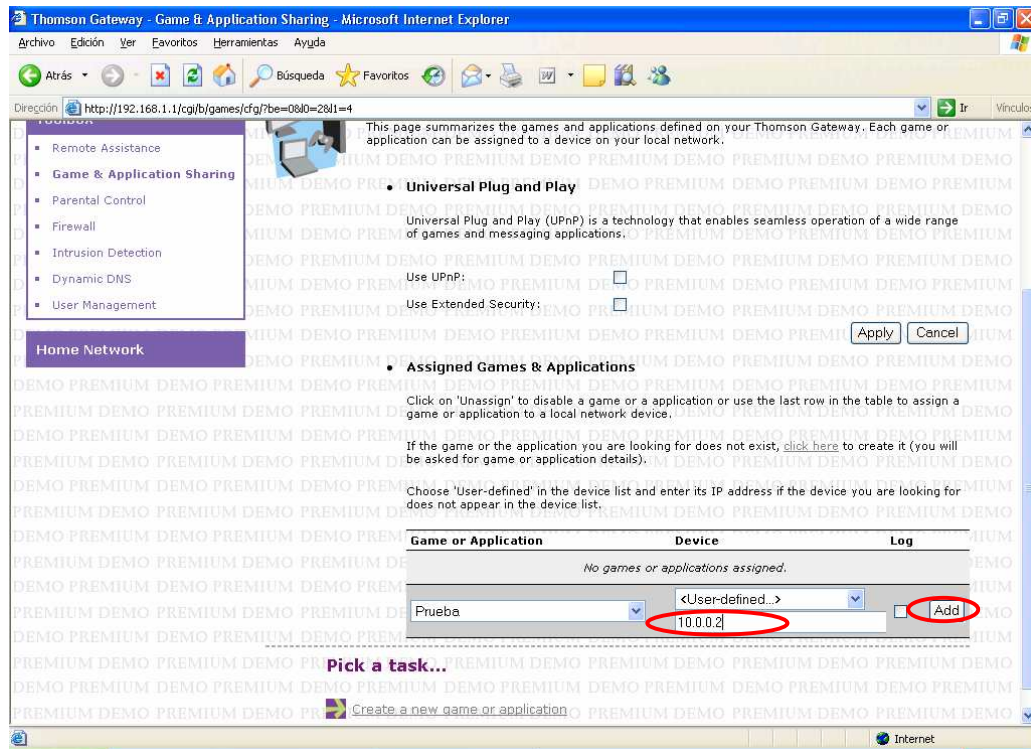 Thomson Gateway - Game & Application Sharing - Microsoft Internet Explorer
Archivo Edición Ver Favoritos Herramientas Ayuda
Atrás Búsqueda Favoritos
Dirección http://192.168.1.1/cgi/b/games/cfg/?be=0&l0=2&l1=4 Ir Vínculos
Toolbox
Remote Assistance
Game & Application Sharing
Parental Control
Firewall
Intrusion Detection
Dynamic DNS
User Management
Home Network
This page summarizes the games and applications defined on your Thomson Gateway. Each game or
application can be assigned to a device on your local network.
Universal Plug and Play
Universal Plug and Play (UPnP) is a technology that enables seamless operation of a wide range
of games and messaging applications.
Use UPnP:
Use Extended Security:
Apply Cancel
Assigned Games & Applications
Click on 'Unassign' to disable a game or a application or use the last row in the table to assign a
game or application to a local network device.
If the game or the application you are looking for does not exist, click here to create it (you will
be asked for game or application details).
Choose 'User-defined' in the device list and enter its IP address if the device you are looking for
does not appear in the device list.
Game or Application Device Log
No games or applications assigned.
Prueba <User-defined...> Add
10.0.0.2
Pick a task...
Create a new game or application
DEMO PREMIUM DEMO PREMIUM DEMO PREMIUM
Internet